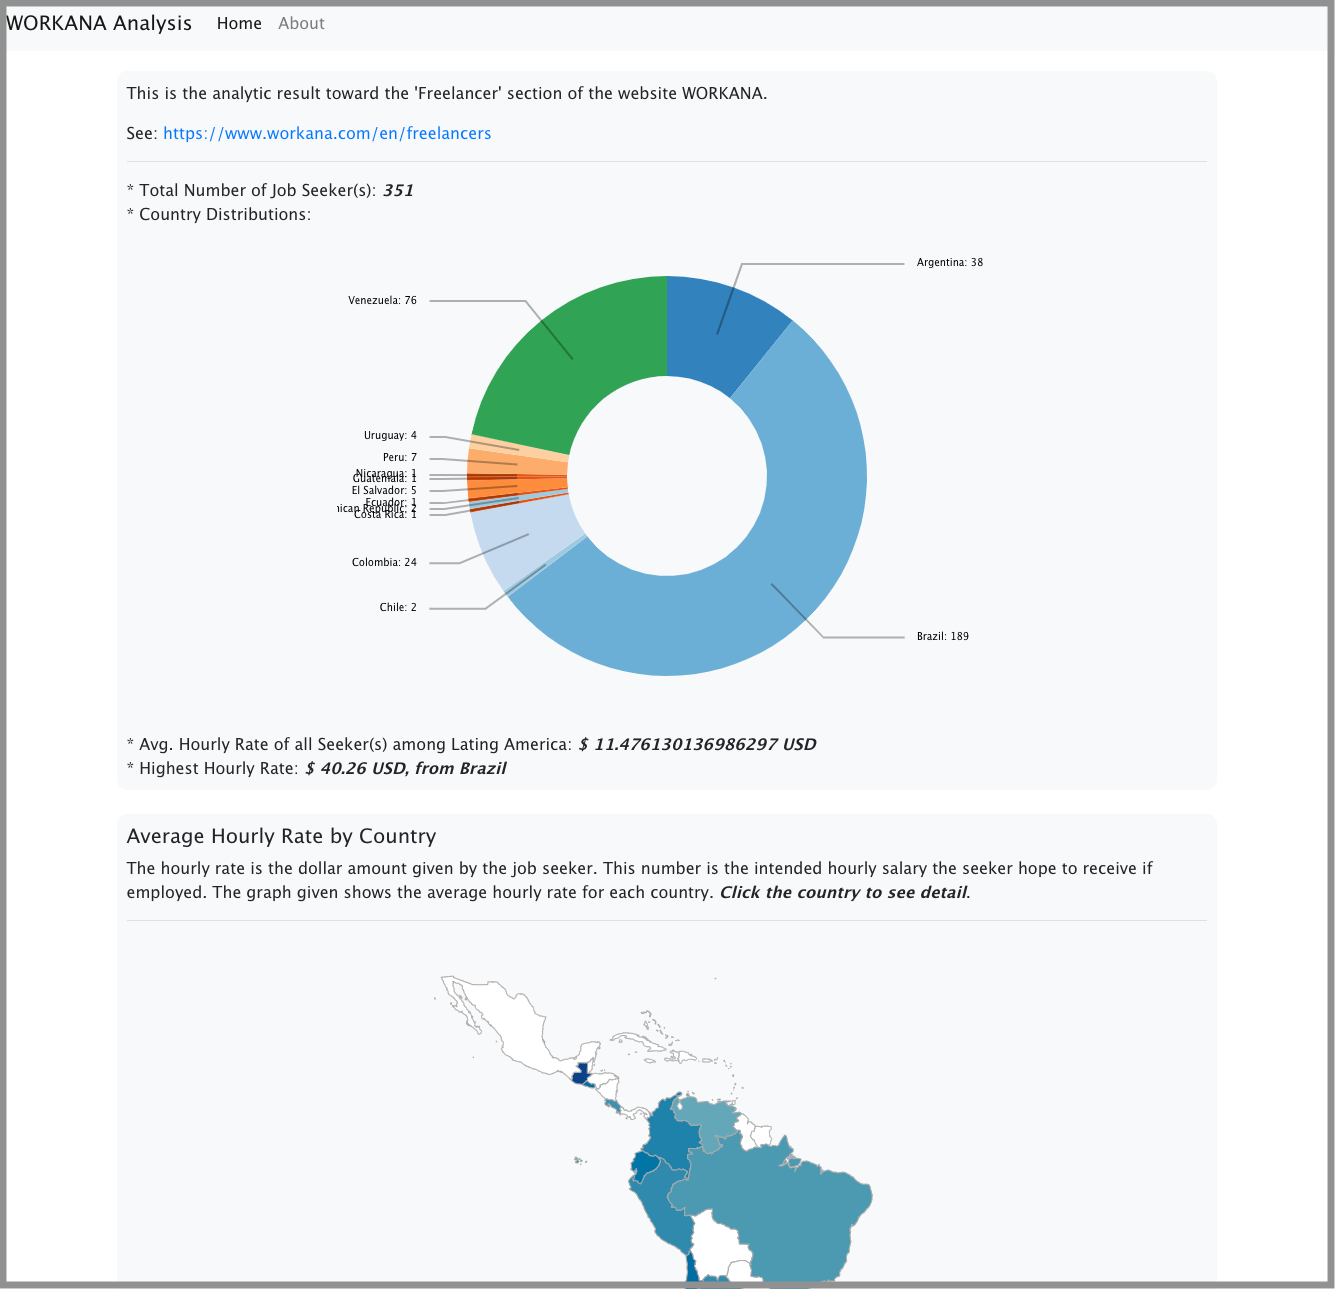 WORKANA Analysis Home About
This is the analytic result toward the 'Freelancer' section of the website WORKANA.
See: https://www.workana.com/en/freelancers
* Total Number of Job Seeker(s): 351
* Country Distributions:
Argentina: 38
Venezuela: 76
Uruguay: 4
Peru: 7
Nicaragua: 1
Guatemala: 1
El Salvador: 5
Ecuador: 1
nican Republic: 2
Costa Rica: 1
Colombia: 24
Chile: 2
Brazil: 189
* Avg. Hourly Rate of all Seeker(s) among Lating America: $ 11.476130136986297 USD
* Highest Hourly Rate: $ 40.26 USD, from Brazil
Average Hourly Rate by Country
The hourly rate is the dollar amount given by the job seeker. This number is the intended hourly salary the seeker hope to receive if
employed. The graph given shows the average hourly rate for each country. Click the country to see detail.